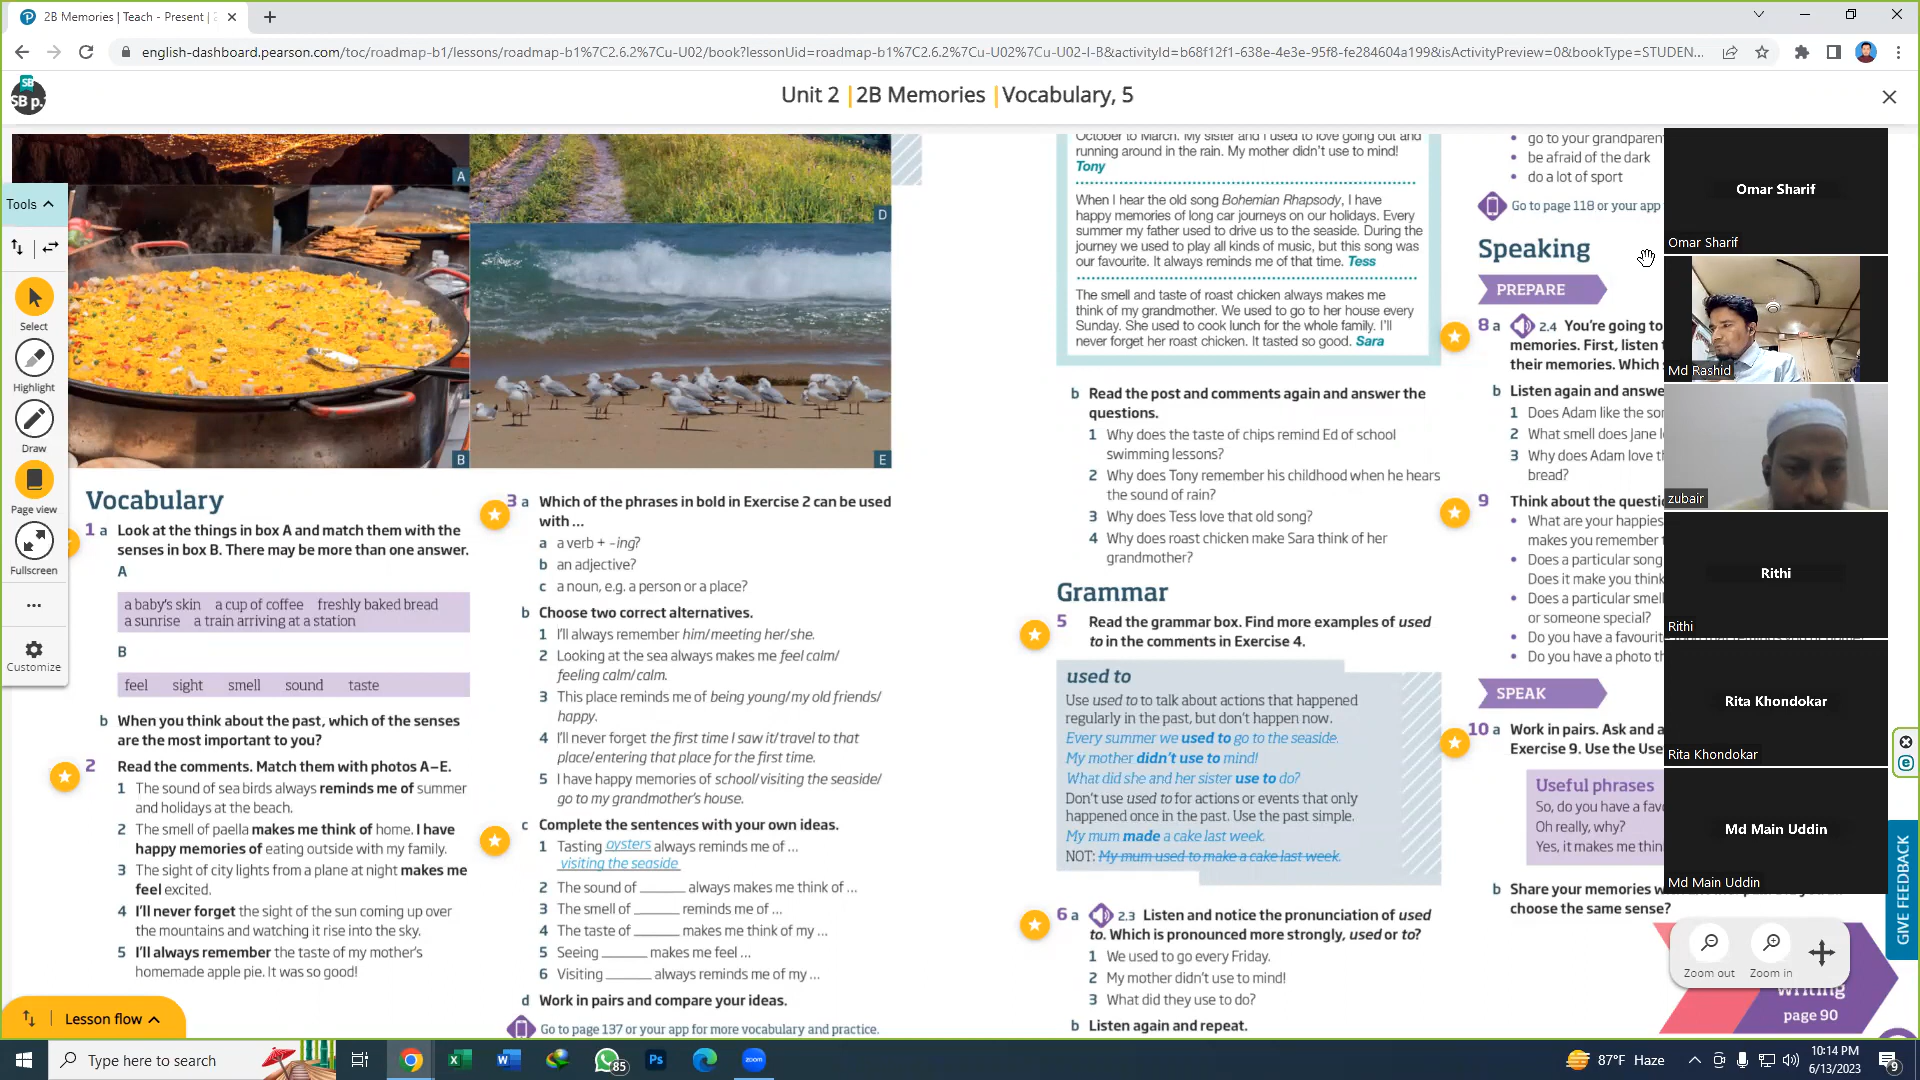 2B Memories | Teach - Present |
english-dashboard.pearson.com/toc/roadmap-b1/lessons/roadmap-b1%7C2.6.2%7Cu-U02/book?lessonUid=roadmap-b1%7C2.6.2%7Cu-U02%7Cu-U02-I-B&activityId=b68f12f1-638e-4e3e-95f8-fe284604a199&isActivityPreview=0&bookType=STUDEN...
SB
SB p.
Unit 2 | 2B Memories | Vocabulary, 5
Tools
Select
Highlight
Draw
Page view
Fullscreen
Customize
A
D
B
E
Vocabulary
1 a Look at the things in box A and match them with the
senses in box B. There may be more than one answer.
A
a baby's skin a cup of coffee freshly baked bread
a sunrise a train arriving at a station
B
feel sight smell sound taste
b When you think about the past, which of the senses
are the most important to you?
2 Read the comments. Match them with photos A–E.
1 The sound of sea birds always reminds me of summer
and holidays at the beach.
2 The smell of paella makes me think of home. I have
happy memories of eating outside with my family.
3 The sight of city lights from a plane at night makes me
feel excited.
4 I'll never forget the sight of the sun coming up over
the mountains and watching it rise into the sky.
5 I'll always remember the taste of my mother's
homemade apple pie. It was so good!
3 a Which of the phrases in bold in Exercise 2 can be used
with ...
a a verb + -ing?
b an adjective?
c a noun, e.g. a person or a place?
b Choose two correct alternatives.
1 I'll always remember him/meeting her/she.
2 Looking at the sea always makes me feel calm/
feeling calm/calm.
3 This place reminds me of being young/my old friends/
happy.
4 I'll never forget the first time I saw it/travel to that
place/entering that place for the first time.
5 I have happy memories of school/visiting the seaside/
go to my grandmother's house.
c Complete the sentences with your own ideas.
1 Tasting oysters always reminds me of ...
visiting the seaside
2 The sound of ______ always makes me think of ...
3 The smell of ______ reminds me of ...
4 The taste of ______ makes me think of my ...
5 Seeing ______ makes me feel ...
6 Visiting ______ always reminds me of my ...
d Work in pairs and compare your ideas.
Go to page 137 or your app for more vocabulary and practice.
October to March. My sister and I used to love going out and
running around in the rain. My mother didn't use to mind!
Tony
When I hear the old song Bohemian Rhapsody, I have
happy memories of long car journeys on our holidays. Every
summer my father used to drive us to the seaside. During the
journey we used to play all kinds of music, but this song was
our favourite. It always reminds me of that time. Tess
The smell and taste of roast chicken always makes me
think of my grandmother. We used to go to her house every
Sunday. She used to cook lunch for the whole family. I'll
never forget her roast chicken. It tasted so good. Sara
b Read the post and comments again and answer the
questions.
1 Why does the taste of chips remind Ed of school
swimming lessons?
2 Why does Tony remember his childhood when he hears
the sound of rain?
3 Why does Tess love that old song?
4 Why does roast chicken make Sara think of her
grandmother?
Grammar
5 Read the grammar box. Find more examples of used
to in the comments in Exercise 4.
used to
Use used to to talk about actions that happened
regularly in the past, but don't happen now.
Every summer we used to go to the seaside.
My mother didn't use to mind!
What did she and her sister use to do?
Don't use used to for actions or events that only
happened once in the past. Use the past simple.
My mum made a cake last week.
NOT: My mum used to make a cake last week.
6 a 2.3 Listen and notice the pronunciation of used
to. Which is pronounced more strongly, used or to?
1 We used to go every Friday.
2 My mother didn't use to mind!
3 What did they use to do?
b Listen again and repeat.
• go to your grandparent
• be afraid of the dark
• do a lot of sport
Go to page 118 or your app
Speaking
PREPARE
8 a 2.4 You're going to
memories. First, listen
their memories. Which
b Listen again and answe
1 Does Adam like the so
2 What smell does Jane l
3 Why does Adam love t
bread?
9 Think about the questi
• What are your happies
makes you remember
• Does a particular song
Does it make you think
• Does a particular smel
or someone special?
• Do you have a favourit
• Do you have a photo th
SPEAK
10 a Work in pairs. Ask and a
Exercise 9. Use the Use
Useful phrases
So, do you have a fav
Oh really, why?
Yes, it makes me thin
b Share your memories w
choose the same sense?
Writing
page 90
Omar Sharif
Omar Sharif
Md Rashid
zubair
Rithi
Rithi
Rita Khondokar
Rita Khondokar
Md Main Uddin
Md Main Uddin
GIVE FEEDBACK
Zoom out Zoom in
Lesson flow
Type here to search
85
zoom
87°F Haze
10:14 PM
6/13/2023
9